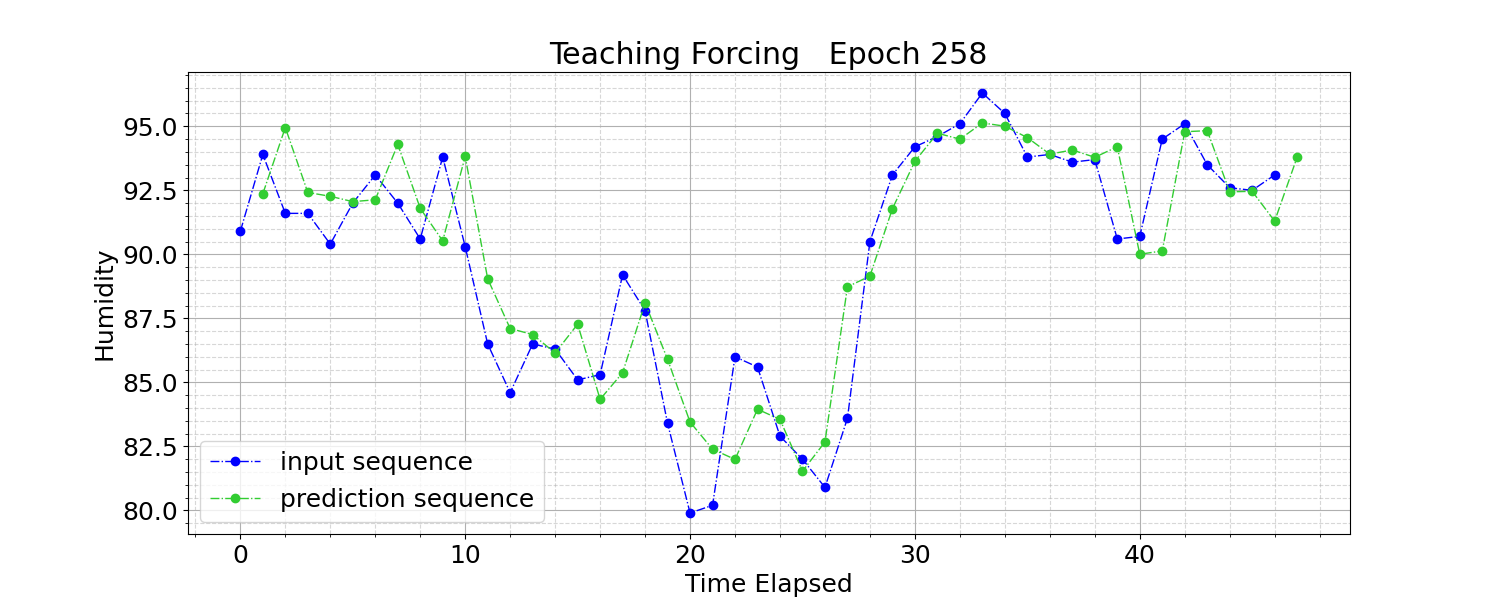 Teaching Forcing   Epoch 258
95.0
92.5
90.0
87.5
85.0
82.5
80.0
Humidity
input sequence
prediction sequence
0 10 20 30 40
Time Elapsed